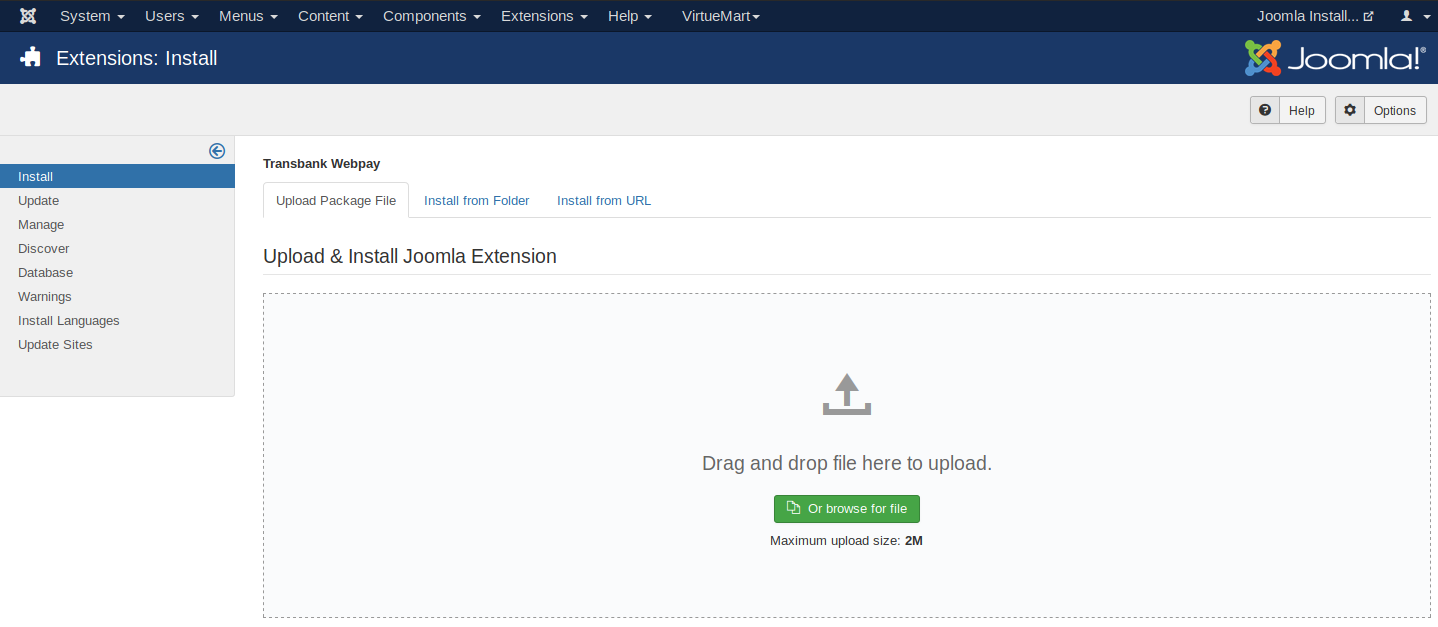 System Users Menus Content Components Extensions Help VirtueMart Joomla Install...
Extensions: Install Joomla!®
Help Options
Install
Update
Manage
Discover
Database
Warnings
Install Languages
Update Sites
Transbank Webpay
Upload Package File Install from Folder Install from URL
Upload & Install Joomla Extension
Drag and drop file here to upload.
Or browse for file
Maximum upload size: 2M